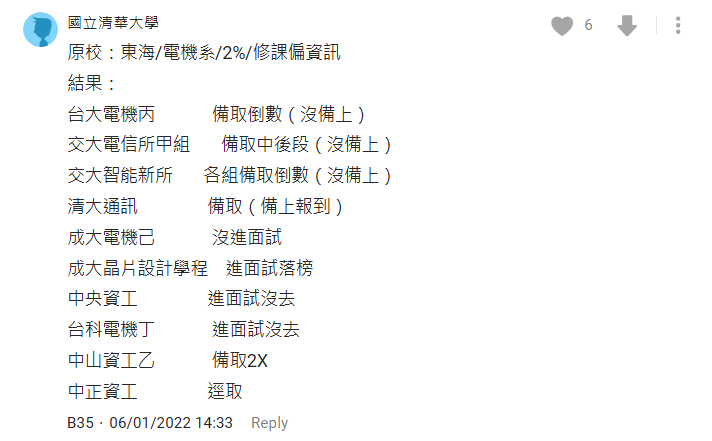 國立清華大學
6
原校：東海/電機系/2%/修課偏資訊
結果：
台大電機丙 備取倒數（沒備上）
交大電信所甲組 備取中後段（沒備上）
交大智能新所 各組備取倒數（沒備上）
清大通訊 備取（備上報到）
成大電機己 沒進面試
成大晶片設計學程 進面試落榜
中央資工 進面試沒去
台科電機丁 進面試沒去
中山資工乙 備取2X
中正資工 逕取
B35 · 06/01/2022 14:33 Reply